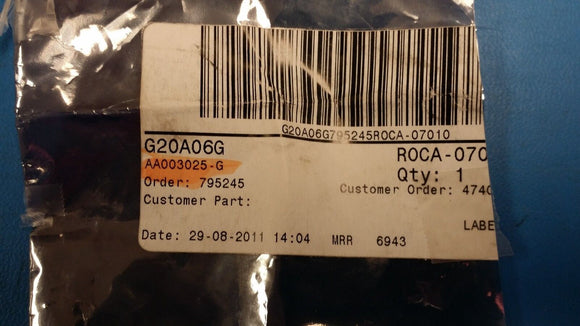 G20A06G795245ROCA-07010
G20A06G ROCA-070
AA003025-G Qty: 1
Order: 795245 Customer Order: 4740
Customer Part:
LABE
Date: 29-08-2011 14:04 MRR 6943